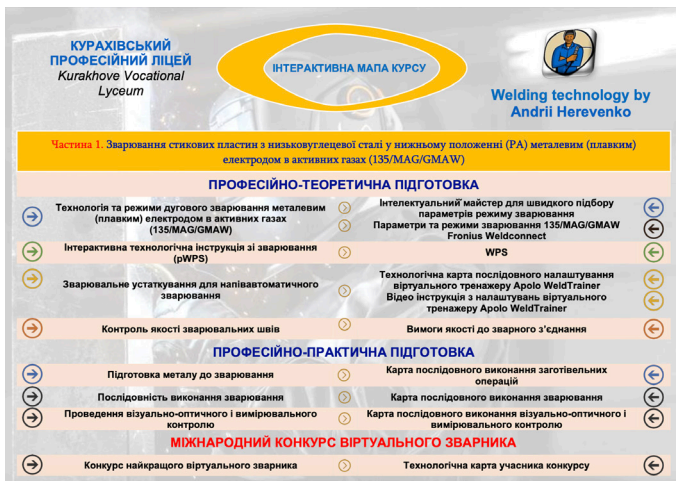 КУРАХІВСЬКИЙ
ПРОФЕСІЙНИЙ ЛІЦЕЙ
Kurakhove Vocational
Lyceum
ІНТЕРАКТИВНА МАПА КУРСУ
Welding technology by
Andrii Herevenko
Частина 1. Зварювання стикових пластин з низьковуглецевої сталі у нижньому положенні (PA) металевим (плавким)
електродом в активних газах (135/MAG/GMAW)
ПРОФЕСІЙНО-ТЕОРЕТИЧНА ПІДГОТОВКА
Технологія та режими дугового зварювання металевим
(плавким) електродом в активних газах
(135/MAG/GMAW)
Інтелектуальний майстер для швидкого підбору
параметрів режиму зварювання
Параметри та режими зварювання 135/MAG/GMAW
Fronius Weldconnect
Інтерактивна технологічна інструкція зі зварювання
(pWPS)
WPS
Зварювальне устаткування для напівавтоматичного
зварювання
Технологічна карта послідовного налаштування
віртуального тренажеру Apolo WeldTrainer
Відео інструкція з налаштувань віртуального
тренажеру Apolo WeldTrainer
Контроль якості зварювальних швів
Вимоги якості до зварного з’єднання
ПРОФЕСІЙНО-ПРАКТИЧНА ПІДГОТОВКА
Підготовка металу до зварювання
Карта послідовного виконання заготівельних
операцій
Послідовність виконання зварювання
Карта послідовного виконання зварювання
Проведення візуально-оптичного і вимірювального
контролю
Карта послідовного виконання візуально-оптичного і
вимірювального контролю
МІЖНАРОДНИЙ КОНКУРС ВІРТУАЛЬНОГО ЗВАРНИКА
Конкурс найкращого віртуального зварника
Технологічна карта учасника конкурсу